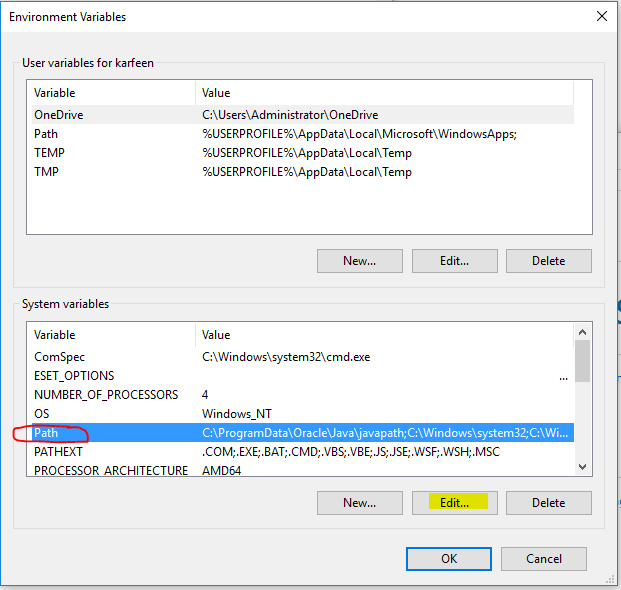 Environment Variables
User variables for karfeen
Variable Value
OneDrive C:\Users\Administrator\OneDrive
Path %USERPROFILE%\AppData\Local\Microsoft\WindowsApps;
TEMP %USERPROFILE%\AppData\Local\Temp
TMP %USERPROFILE%\AppData\Local\Temp
New... Edit... Delete
System variables
Variable Value
ComSpec C:\Windows\system32\cmd.exe
ESET_OPTIONS ...
NUMBER_OF_PROCESSORS 4
OS Windows_NT
Path C:\ProgramData\Oracle\Java\javapath;C:\Windows\system32;C:\Wi...
PATHEXT .COM;.EXE;.BAT;.CMD;.VBS;.VBE;.JS;.JSE;.WSF;.WSH;.MSC
PROCESSOR_ARCHITECTURE AMD64
New... Edit... Delete
OK Cancel